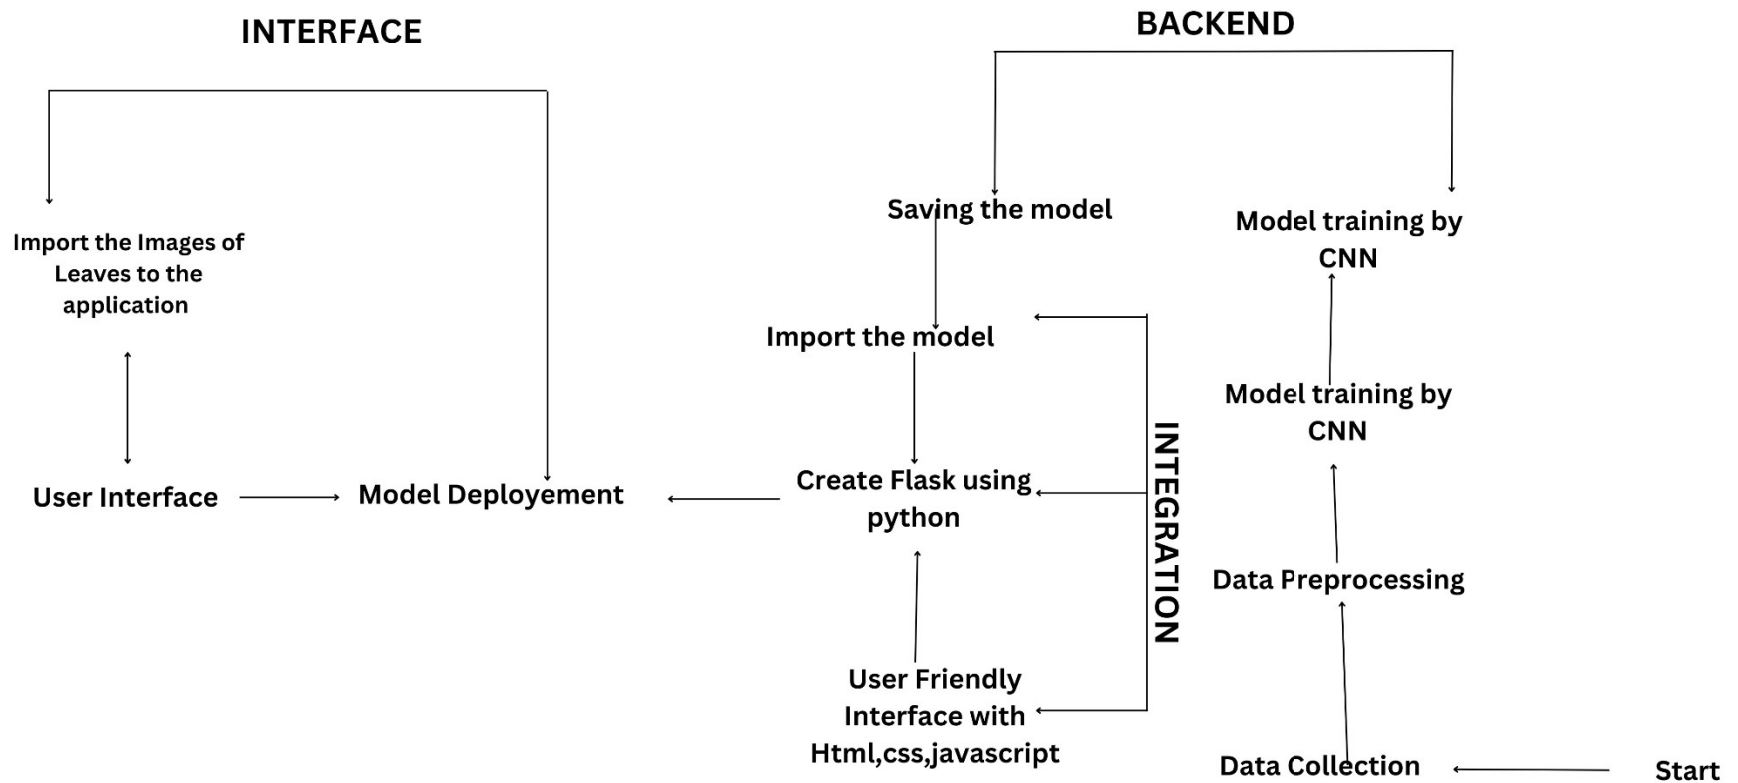 INTERFACE
BACKEND
Import the Images of
Leaves to the
application
User Interface
Model Deployement
Saving the model
Import the model
Create Flask using
python
User Friendly
Interface with
Html,css,javascript
INTEGRATION
Model training by
CNN
Model training by
CNN
Data Preprocessing
Data Collection
Start